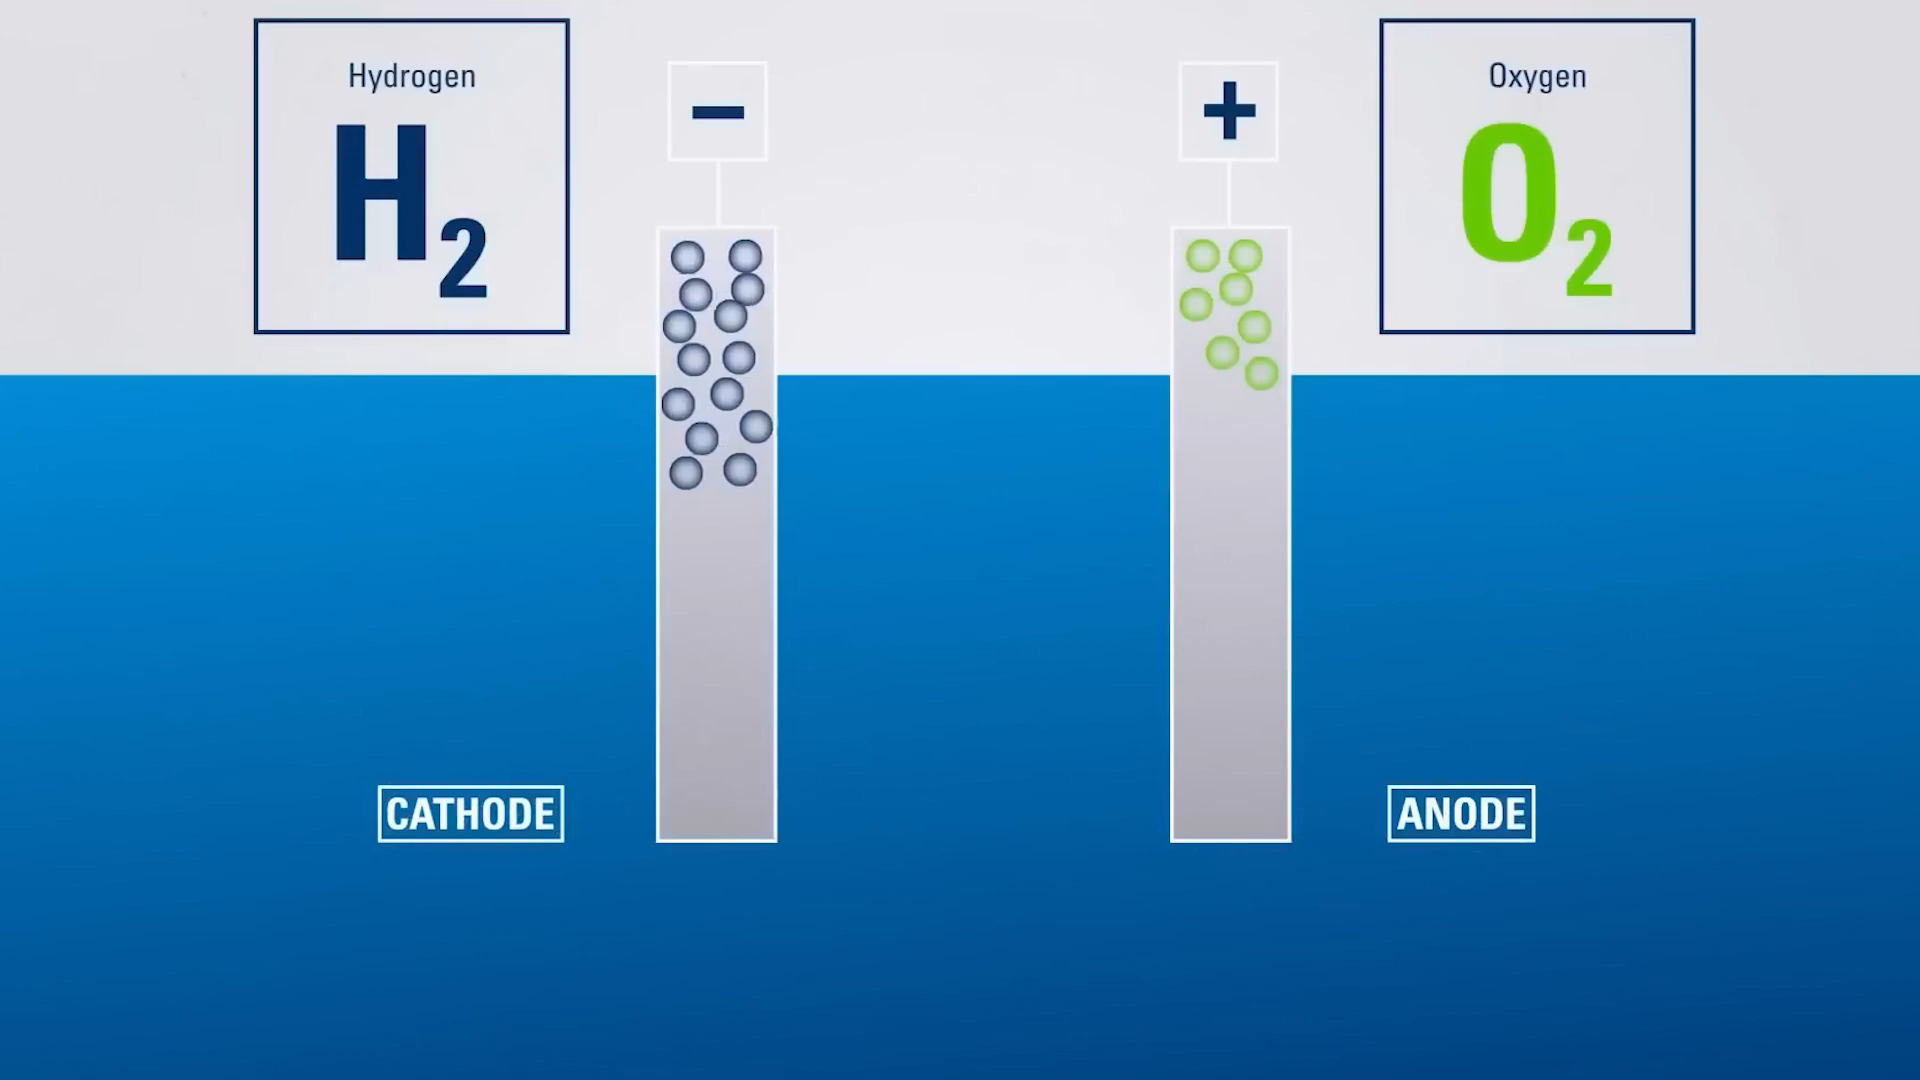 Hydrogen
H2
−
+
Oxygen
O2
CATHODE
ANODE